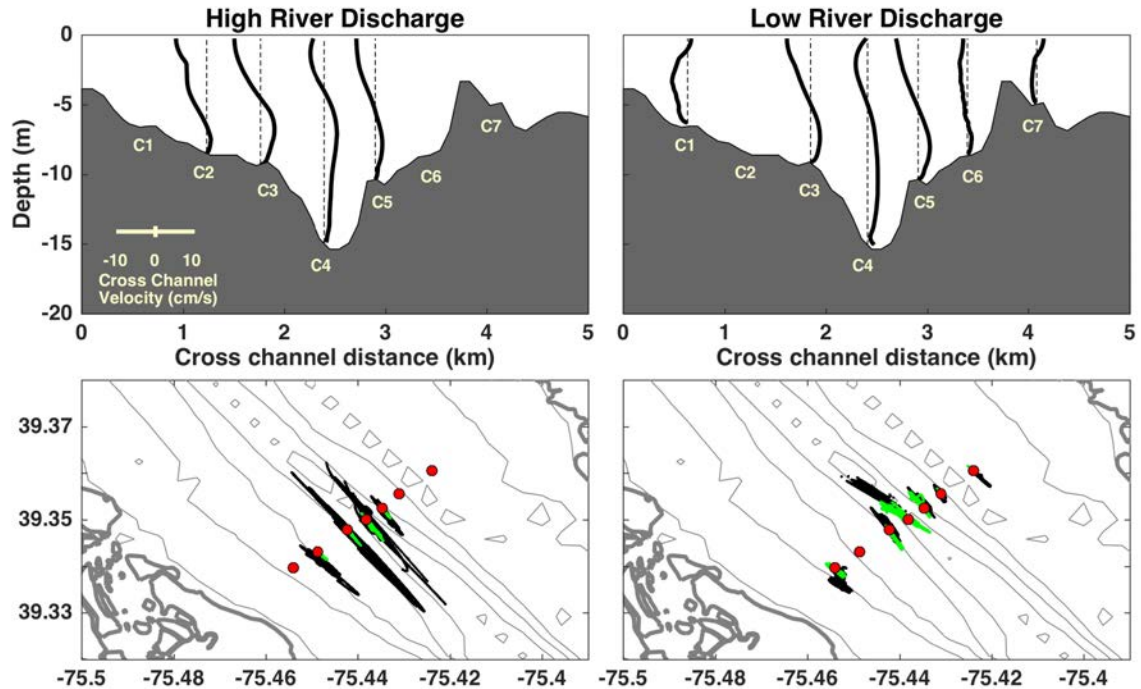 High River Discharge
Low River Discharge
0
-5
-10
-15
-20
Depth (m)
C1
C2
C3
C4
C5
C6
C7
-10 0 10
Cross Channel
Velocity (cm/s)
0 1 2 3 4 5
Cross channel distance (km)
C1
C2
C3
C4
C5
C6
C7
0 1 2 3 4 5
Cross channel distance (km)
39.37
39.35
39.33
-75.5 -75.48 -75.46 -75.44 -75.42 -75.4
-75.5 -75.48 -75.46 -75.44 -75.42 -75.4